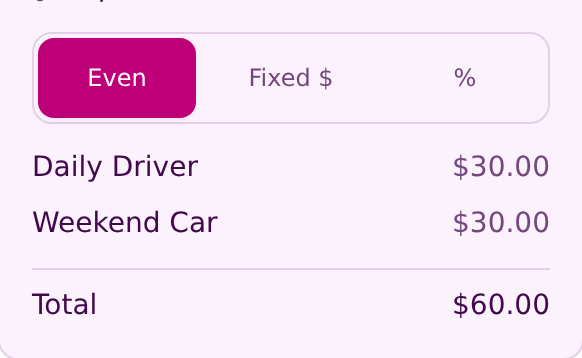 Even Fixed $ %
Daily Driver $30.00
Weekend Car $30.00
Total $60.00